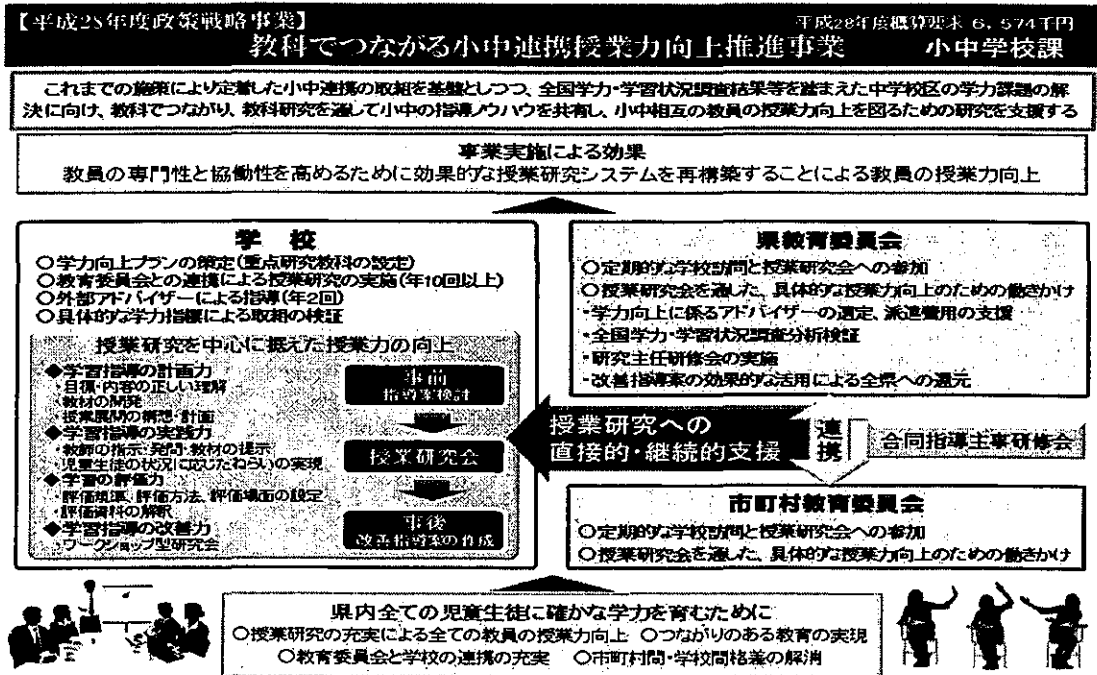 【平成28年度政策戦略事業】
平成28年度概算要求 6,574千円
教科でつながる小中連携授業力向上推進事業 小中学校課
これまでの施策により定着した小中連携の取組を基盤としつつ、全国学力・学習状況調査結果等を踏まえた中学校区の学力課題の解
決に向け、教科でつながり、教科研究を通して小中の指導ノウハウを共有し、小中相互の教員の授業力向上を図るための研究を支援する
事業実施による効果
教員の専門性と協働性を高めるために効果的な授業研究システムを再構築することによる教員の授業力向上
学 校
○学力向上プランの策定(重点研究教科の設定)
○教育委員会との連携による授業研究の実施(年10回以上)
○外部アドバイザーによる指導(年2回)
○具体的な学力指標による取組の検証
授業研究を中心に据えた授業力の向上
◆学習指導の計画力
・目標・内容の正しい理解
・教材の開発
・授業展開の構想・計画
◆学習指導の実践力
・教師の指示・発問・教材の提示
・児童生徒の状況に応じたねらいの実現
◆学習の評価力
・評価規準、評価方法、評価場面の設定
・評価資料の解釈
◆学習指導の改善力
・ワークショップ型研究会
事前
指導案検討
授業研究会
事後
改善指導案の作成
授業研究への
直接的・継続的支援
県教育委員会
○定期的な学校訪問と授業研究会への参加
○授業研究会を通した、具体的な授業力向上のための働きかけ
・学力向上に係るアドバイザーの選定、派遣費用の支援
・全国学力・学習状況調査分析検証
・研究主任研修会の実施
・改善指導案の効果的な活用による全県への還元
連携
合同指導主事研修会
市町村教育委員会
○定期的な学校訪問と授業研究会への参加
○授業研究会を通した、具体的な授業力向上のための働きかけ
県内全ての児童生徒に確かな学力を育むために
○授業研究の充実による全ての教員の授業力向上 ○つながりのある教育の実現
○教育委員会と学校の連携の充実 ○市町村間・学校間格差の解消